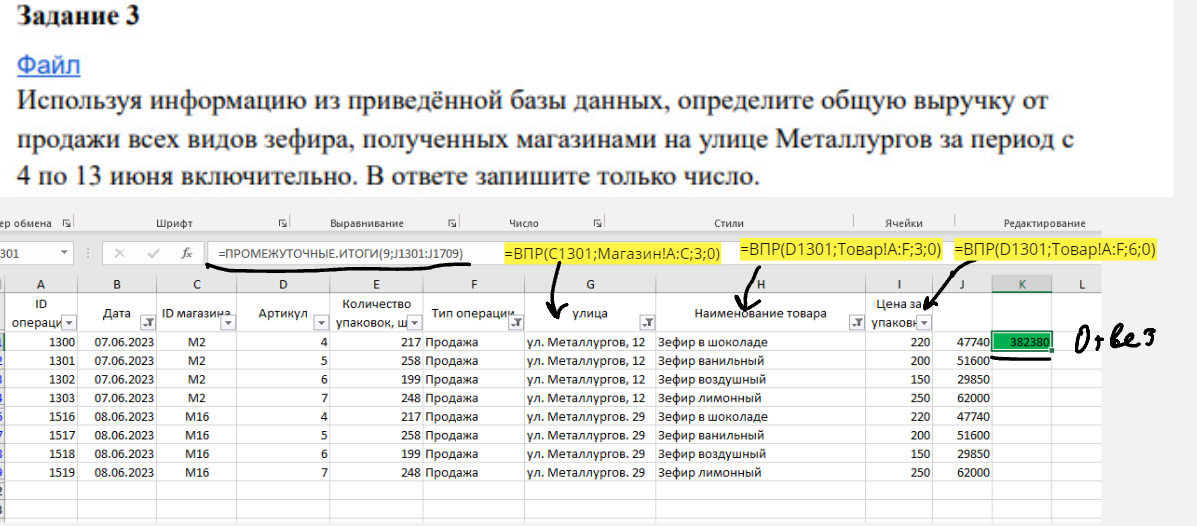 Задание 3
Файл
Используя информацию из приведённой базы данных, определите общую выручку от
продажи всех видов зефира, полученных магазинами на улице Металлургов за период с
4 по 13 июня включительно. В ответе запишите только число.
ер обмена Шрифт Выравнивание Число Стили Ячейки Редактирование
301 fx =ПРОМЕЖУТОЧНЫЕ.ИТОГИ(9;J1301:J1709) =ВПР(C1301;Магазин!A:C;3;0) =ВПР(D1301;Товар!A:F;3;0) =ВПР(D1301;Товар!A:F;6;0)
A B C D E F G H I J K L
ID операци Дата ID магазина Артикул Количество упаковок, ш Тип операции улица Наименование товара Цена за упаковк
1300 07.06.2023 М2 4 217 Продажа ул. Металлургов, 12 Зефир в шоколаде 220 47740 382380 Ответ
1301 07.06.2023 М2 5 258 Продажа ул. Металлургов, 12 Зефир ванильный 200 51600
1302 07.06.2023 М2 6 199 Продажа ул. Металлургов, 12 Зефир воздушный 150 29850
1303 07.06.2023 М2 7 248 Продажа ул. Металлургов, 12 Зефир лимонный 250 62000
1516 08.06.2023 М16 4 217 Продажа ул. Металлургов. 29 Зефир в шоколаде 220 47740
1517 08.06.2023 М16 5 258 Продажа ул. Металлургов. 29 Зефир ванильный 200 51600
1518 08.06.2023 М16 6 199 Продажа ул. Металлургов. 29 Зефир воздушный 150 29850
1519 08.06.2023 М16 7 248 Продажа ул. Металлургов. 29 Зефир лимонный 250 62000